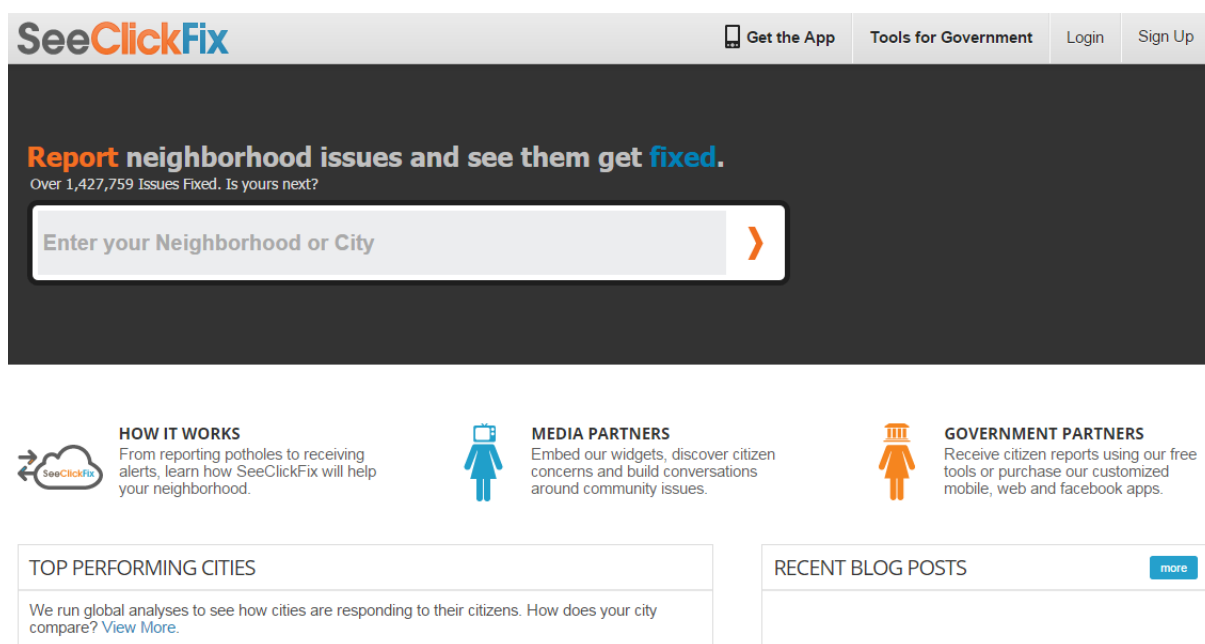 SeeClickFix
Get the App
Tools for Government
Login
Sign Up
Report neighborhood issues and see them get fixed.
Over 1,427,759 Issues Fixed. Is yours next?
Enter your Neighborhood or City
HOW IT WORKS
From reporting potholes to receiving
alerts, learn how SeeClickFix will help
your neighborhood.
SeeClickFix
MEDIA PARTNERS
Embed our widgets, discover citizen
concerns and build conversations
around community issues.
GOVERNMENT PARTNERS
Receive citizen reports using our free
tools or purchase our customized
mobile, web and facebook apps.
TOP PERFORMING CITIES
We run global analyses to see how cities are responding to their citizens. How does your city
compare? View More.
RECENT BLOG POSTS
more